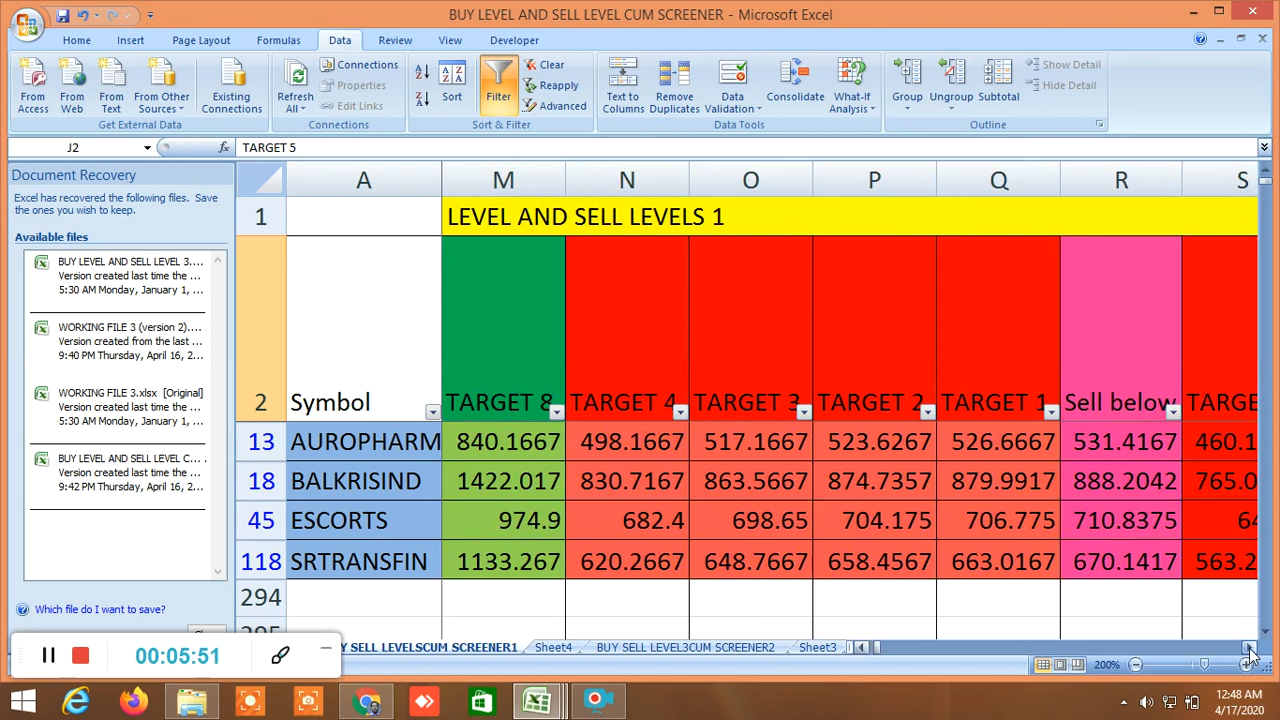 BUY LEVEL AND SELL LEVEL CUM SCREENER - Microsoft Excel
Home Insert Page Layout Formulas Data Review View Developer
From Access
From Web
From Text
From Other Sources
Existing Connections
Get External Data
Refresh All
Connections
Properties
Edit Links
Connections
Sort
Filter
Clear
Reapply
Advanced
Sort & Filter
Text to Columns
Remove Duplicates
Data Validation
Consolidate
What-If Analysis
Data Tools
Group
Ungroup
Subtotal
Show Detail
Hide Detail
Outline
J2 fx TARGET 5
Document Recovery
Excel has recovered the following files. Save
the ones you wish to keep.
Available files
BUY LEVEL AND SELL LEVEL 3....
Version created last time the ...
5:30 AM Monday, January 1, ...
WORKING FILE 3 (version 2)....
Version created from the last ...
9:40 PM Thursday, April 16, 2...
WORKING FILE 3.xlsx [Original]
Version created last time the ...
5:30 AM Monday, January 1, ...
BUY LEVEL AND SELL LEVEL C...
Version created last time the ...
9:42 PM Thursday, April 16, 2...
Which file do I want to save?
A M N O P Q R S
1 LEVEL AND SELL LEVELS 1
2 Symbol TARGET 8 TARGET 4 TARGET 3 TARGET 2 TARGET 1 Sell below TARGE
13 AUROPHARM 840.1667 498.1667 517.1667 523.6267 526.6667 531.4167 460.1
18 BALKRISIND 1422.017 830.7167 863.5667 874.7357 879.9917 888.2042 765.0
45 ESCORTS 974.9 682.4 698.65 704.175 706.775 710.8375 64
118 SRTRANSFIN 1133.267 620.2667 648.7667 658.4567 663.0167 670.1417 563.2
294
Y SELL LEVELSCUM SCREENER1 Sheet4 BUY SELL LEVEL3CUM SCREENER2 Sheet3
00:05:51
200%
12:48 AM
4/17/2020